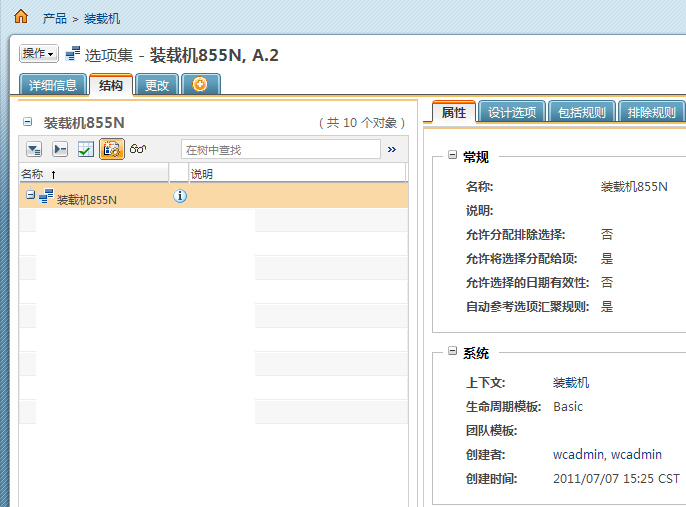 产品 > 装载机
操作 选项集 - 装载机855N, A.2
详细信息 结构 更改
装载机855N (共 10 个对象)
在树中查找 »
名称 ↑ 说明
装载机855N
属性 设计选项 包括规则 排除规则
常规
名称: 装载机855N
说明:
允许分配排除选择: 否
允许将选择分配给项: 是
允许选择的日期有效性: 否
自动参考选项汇聚规则: 是
系统
上下文: 装载机
生命周期模板: Basic
团队模板:
创建者: wcadmin, wcadmin
创建时间: 2011/07/07 15:25 CST